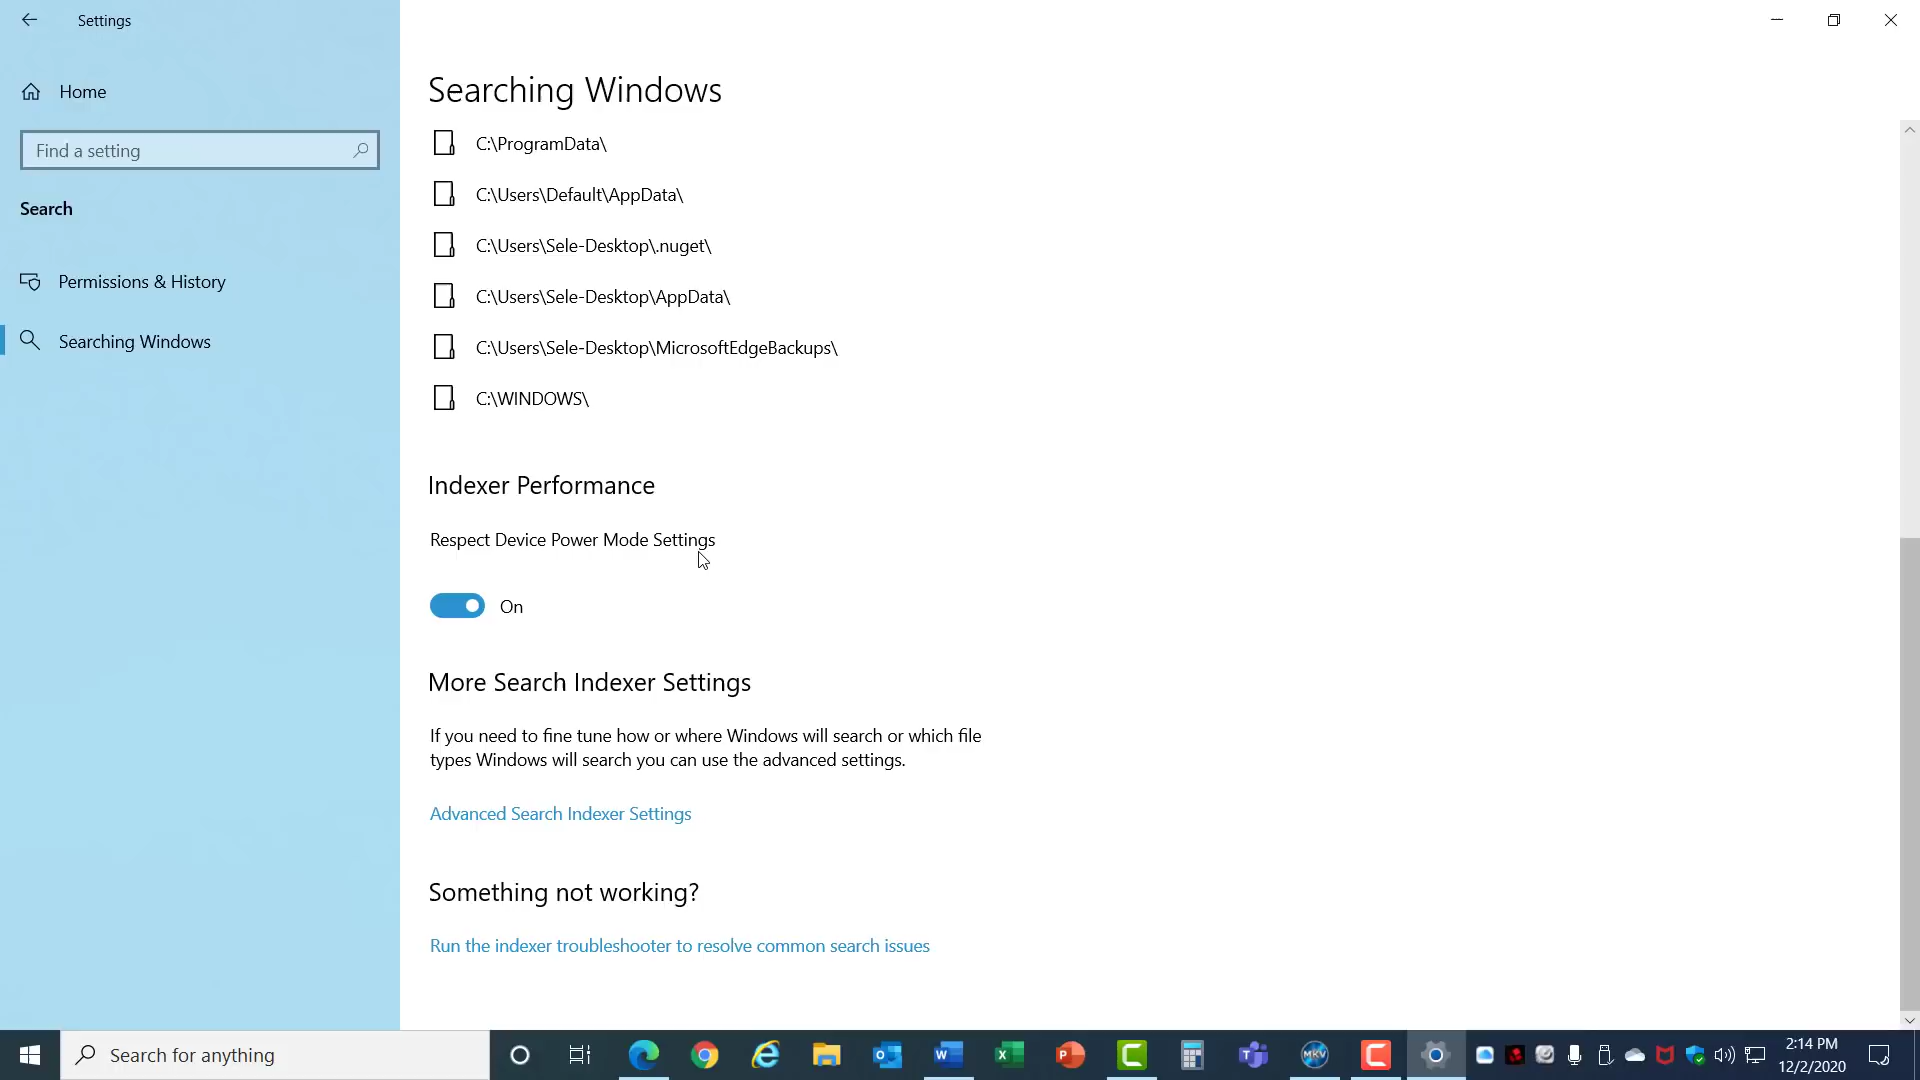 Settings
Home
Find a setting
Search
Permissions & History
Searching Windows
Searching Windows
C:\ProgramData\
C:\Users\Default\AppData\
C:\Users\Sele-Desktop\.nuget\
C:\Users\Sele-Desktop\AppData\
C:\Users\Sele-Desktop\MicrosoftEdgeBackups\
C:\WINDOWS\
Indexer Performance
Respect Device Power Mode Settings
On
More Search Indexer Settings
If you need to fine tune how or where Windows will search or which file
types Windows will search you can use the advanced settings.
Advanced Search Indexer Settings
Something not working?
Run the indexer troubleshooter to resolve common search issues
Search for anything
MKV
2:14 PM
12/2/2020